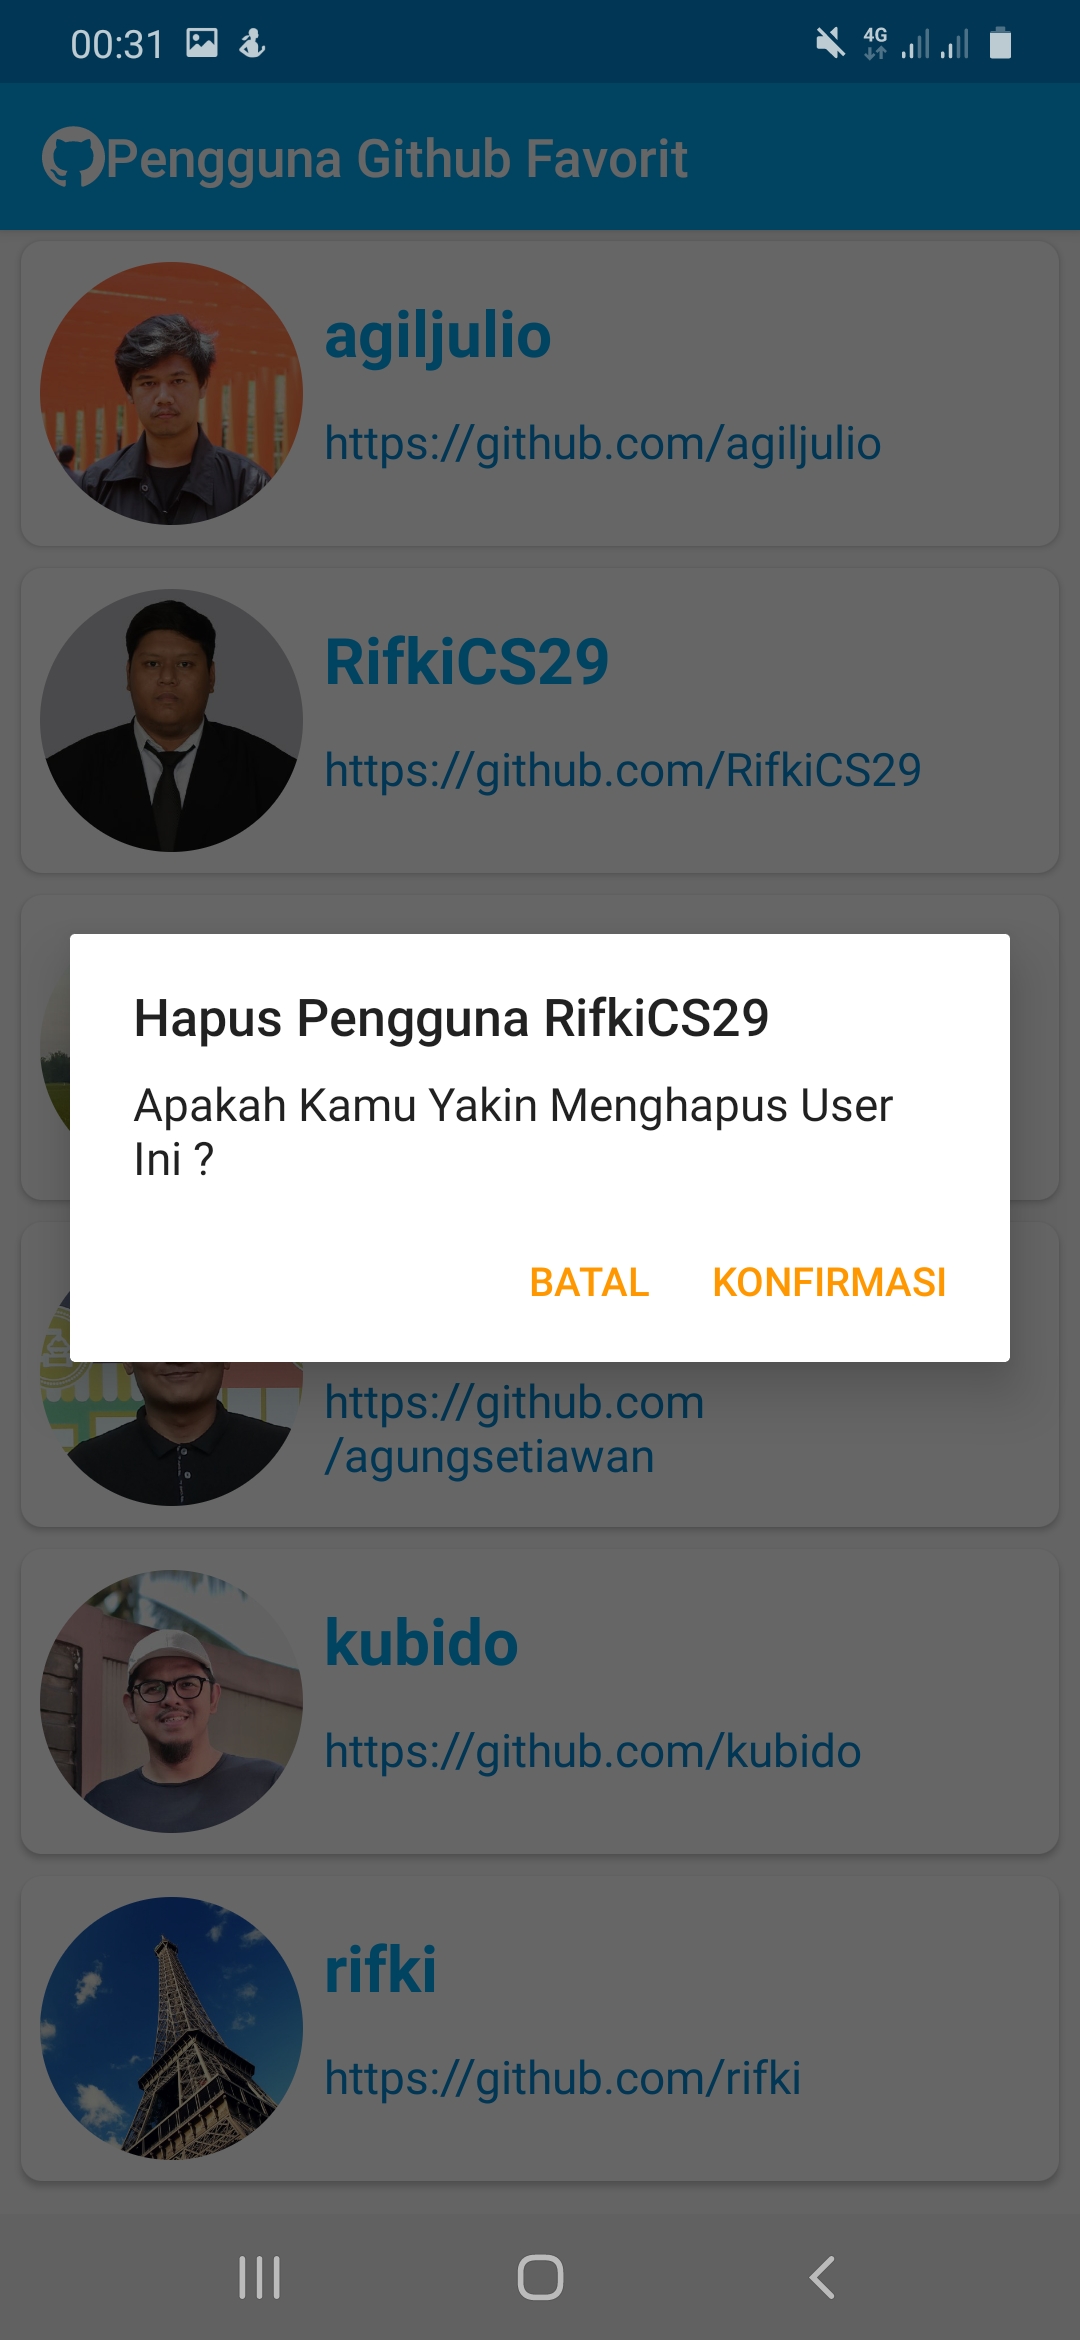 00:31
4G
Pengguna Github Favorit
agiljulio
https://github.com/agiljulio
RifkiCS29
https://github.com/RifkiCS29
Hapus Pengguna RifkiCS29
Apakah Kamu Yakin Menghapus User
Ini ?
BATAL KONFIRMASI
https://github.com
/agungsetiawan
kubido
https://github.com/kubido
rifki
https://github.com/rifki